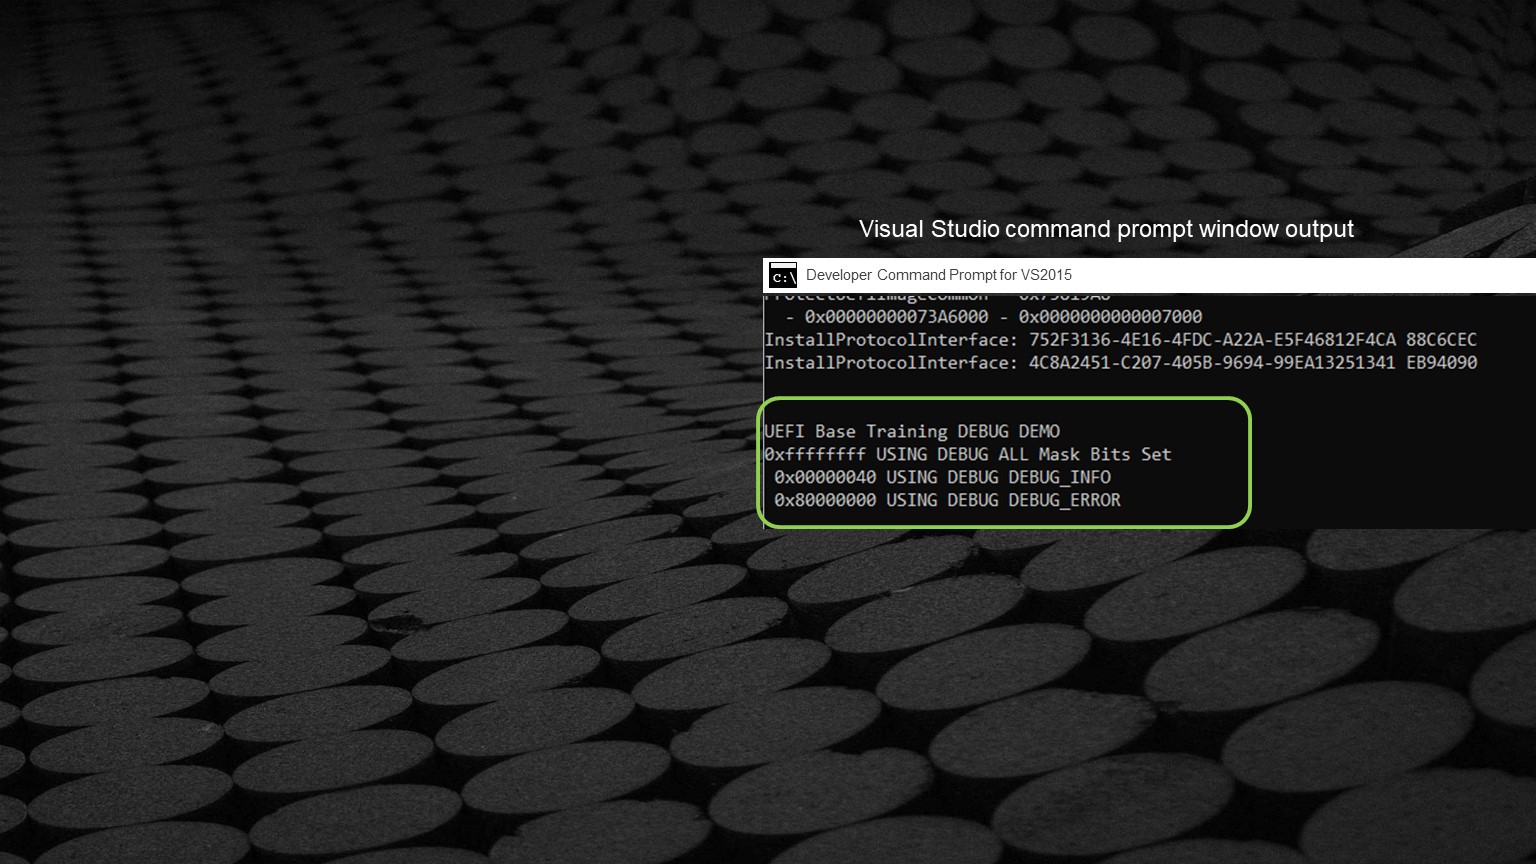 Visual Studio command prompt window output
C:\ Developer Command Prompt for VS2015
- 0x00000000073A6000 - 0x0000000000007000
InstallProtocolInterface: 752F3136-4E16-4FDC-A22A-E5F46812F4CA 88C6CEC
InstallProtocolInterface: 4C8A2451-C207-405B-9694-99EA13251341 EB94090
UEFI Base Training DEBUG DEMO
0xffffffff USING DEBUG ALL Mask Bits Set
0x00000040 USING DEBUG DEBUG_INFO
0x80000000 USING DEBUG DEBUG_ERROR